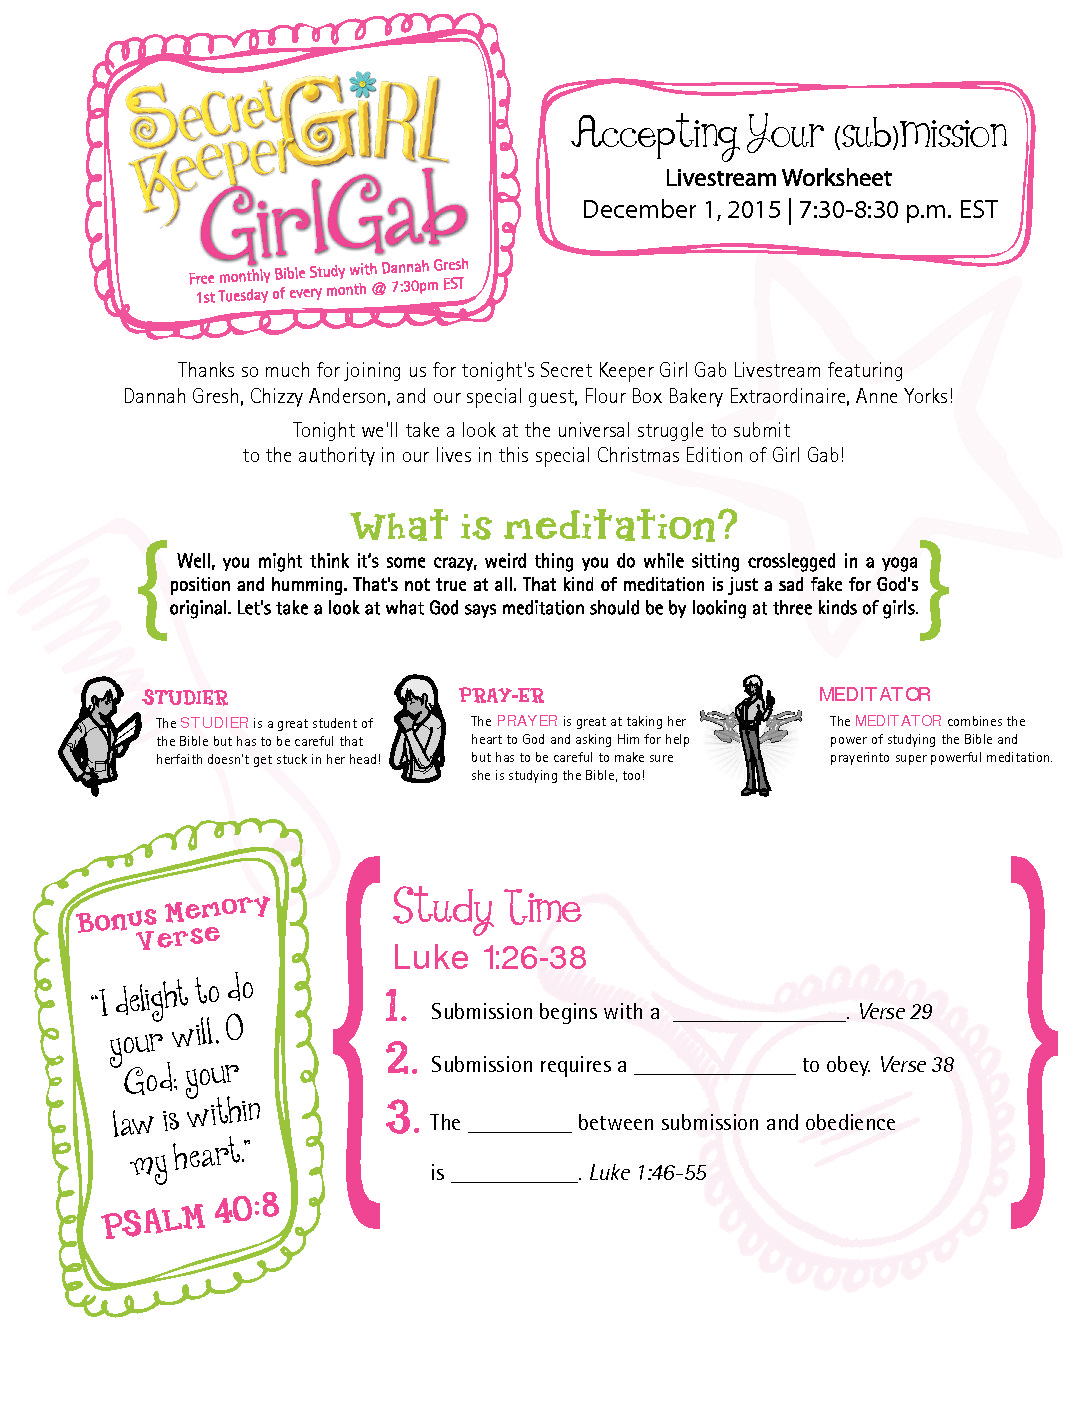 Secret
Keeper GiRL
GirlGab
Free monthly Bible Study with Dannah Gresh
1st Tuesday of every month @ 7:30pm EST
Accepting Your (sub)mission
Livestream Worksheet
December 1, 2015 | 7:30-8:30 p.m. EST
Thanks so much for joining us for tonight's Secret Keeper Girl Gab Livestream featuring
Dannah Gresh, Chizzy Anderson, and our special guest, Flour Box Bakery Extraordinaire, Anne Yorks!
Tonight we'll take a look at the universal struggle to submit
to the authority in our lives in this special Christmas Edition of Girl Gab!
What is meditation?
Well, you might think it's some crazy, weird thing you do while sitting crosslegged in a yoga
position and humming. That's not true at all. That kind of meditation is just a sad fake for God's
original. Let's take a look at what God says meditation should be by looking at three kinds of girls.
STUDIER
The STUDIER is a great student of
the Bible but has to be careful that
herfaith doesn't get stuck in her head!
PRAY-ER
The PRAYER is great at taking her
heart to God and asking Him for help
but has to be careful to make sure
she is studying the Bible, too!
MEDITATOR
The MEDITATOR combines the
power of studying the Bible and
prayerinto super powerful meditation.
Bonus Memory
Verse
"I delight to do
your will, O
God; your
law is within
my heart."
PSALM 40:8
Study Time
Luke 1:26-38
1. Submission begins with a ________________. Verse 29
2. Submission requires a _______________ to obey. Verse 38
3. The __________ between submission and obedience
is ____________. Luke 1:46-55